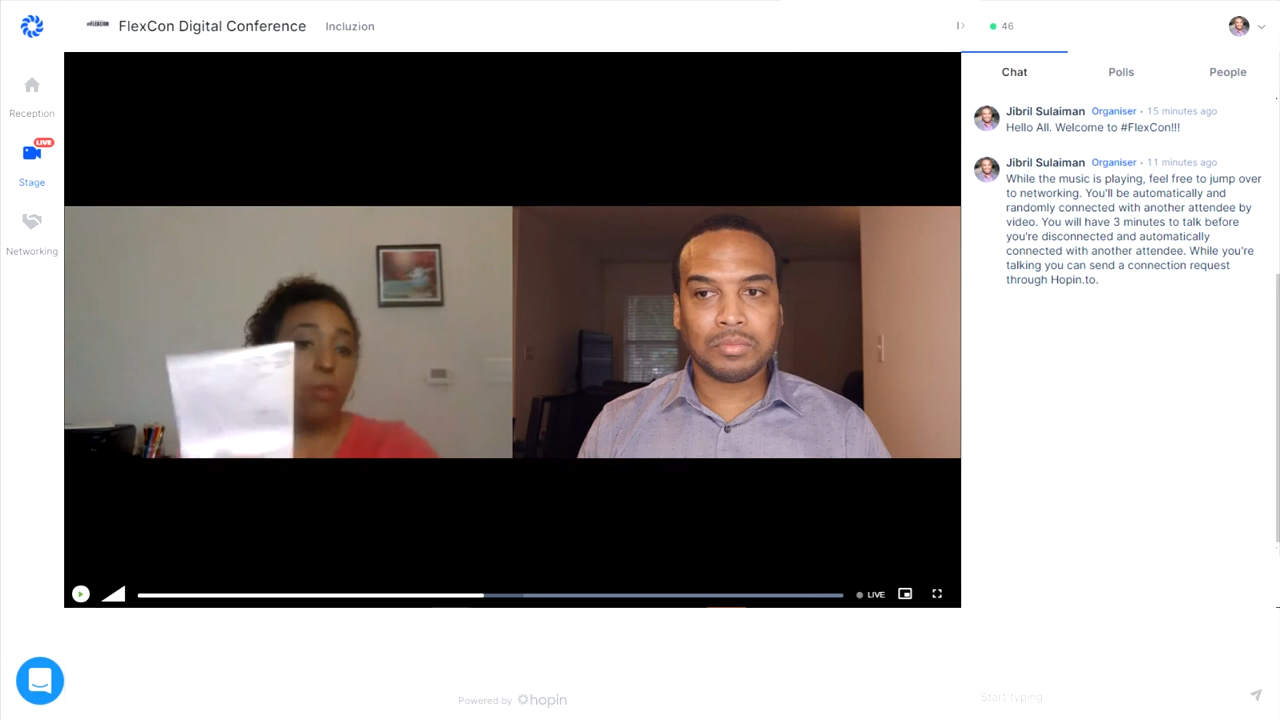 #FLEXCON
FlexCon Digital Conference
Incluzion
46
Reception
LIVE
Stage
Networking
Chat
Polls
People
Jibril Sulaiman Organiser • 15 minutes ago
Hello All. Welcome to #FlexCon!!!
Jibril Sulaiman Organiser • 11 minutes ago
While the music is playing, feel free to jump over
to networking. You'll be automatically and
randomly connected with another attendee by
video. You will have 3 minutes to talk before
you're disconnected and automatically
connected with another attendee. While you're
talking you can send a connection request
through Hopin.to.
LIVE
Powered by hopin
Start typing...